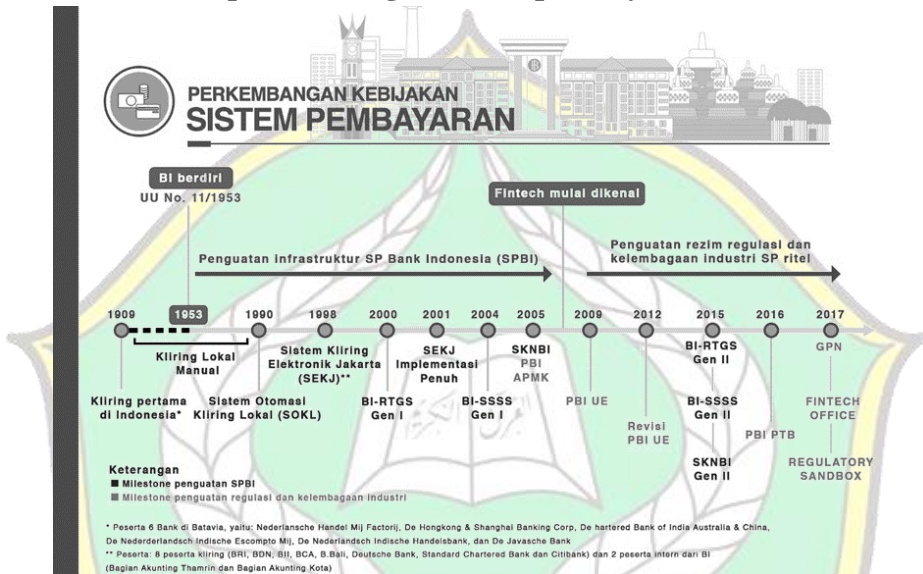 PERKEMBANGAN KEBIJAKAN
SISTEM PEMBAYARAN
BI berdiri
UU No. 11/1953
Fintech mulai dikenal
Penguatan infrastruktur SP Bank Indonesia (SPBI)
Penguatan rezim regulasi dan
kelembagaan industri SP ritel
1909
1953
1990
1998
2000
2001
2004
2005
2009
2012
2015
2016
2017
Kliring Lokal
Manual
Kliring pertama
di Indonesia*
Sistem Otomasi
Kliring Lokal (SOKL)
Sistem Kliring
Elektronik Jakarta
(SEKJ)**
BI-RTGS
Gen I
SEKJ
Implementasi
Penuh
BI-SSSS
Gen I
SKNBI
PBI
APMK
PBI UE
Revisi
PBI UE
BI-RTGS
Gen II
BI-SSSS
Gen II
SKNBI
Gen II
PBI PTB
GPN
FINTECH
OFFICE
REGULATORY
SANDBOX
Keterangan
Milestone penguatan SPBI
Milestone penguatan regulasi dan kelembagaan industri
* Peserta 6 Bank di Batavia, yaitu; Nederlansche Handel Mij Factorij, De Hongkong & Shanghai Banking Corp, De hartered Bank of India Australia & China,
De Nederderlandsch Indische Escompto Mij, De Nederlandsch Indische Handelsbank, dan De Javasche Bank
** Peserta: 8 peserta kliring (BRI, BDN, BII, BCA, B.Bali, Deutsche Bank, Standard Chartered Bank dan Citibank) dan 2 peserta intern dari BI
(Bagian Akunting Thamrin dan Bagian Akunting Kota)